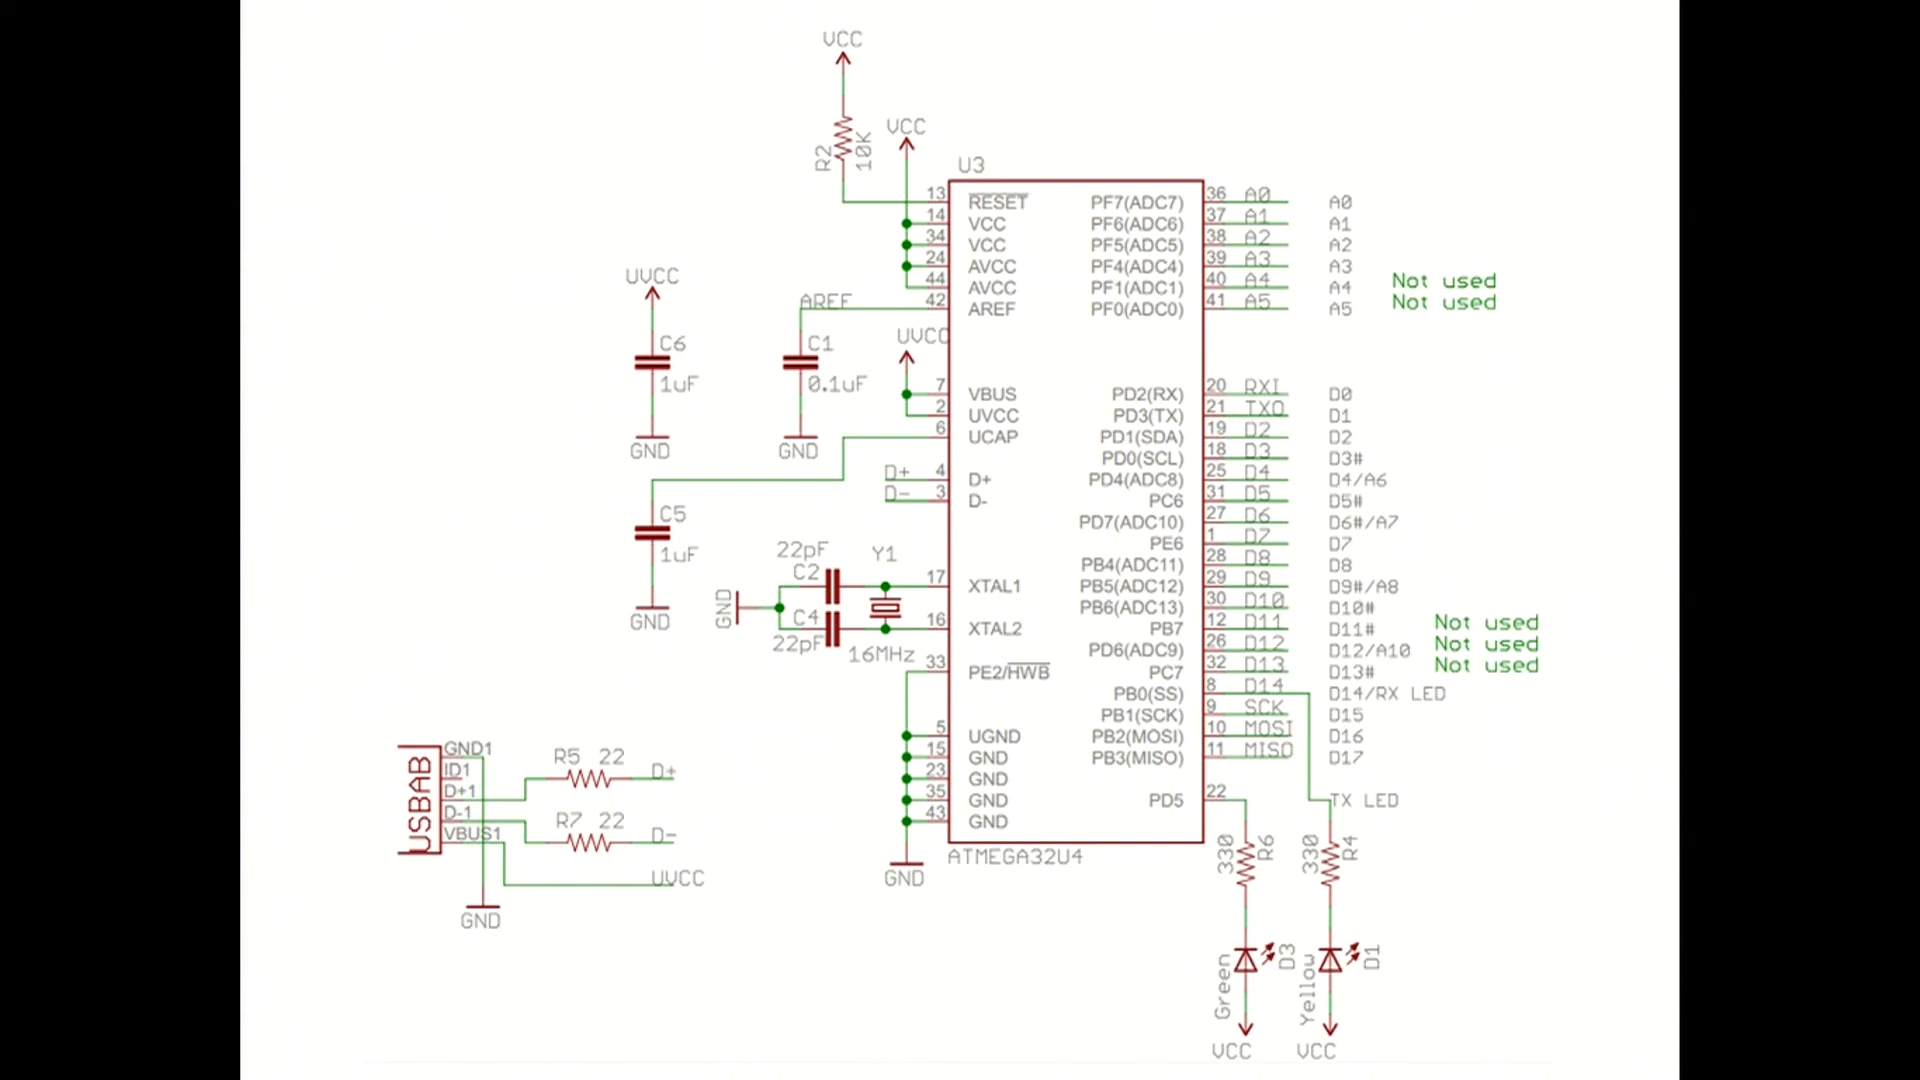 VCC
R2
10K
VCC
U3
13 RESET PF7(ADC7) 36 A0 A0
14 VCC PF6(ADC6) 37 A1 A1
34 VCC PF5(ADC5) 38 A2 A2
24 AVCC PF4(ADC4) 39 A3 A3
44 AVCC PF1(ADC1) 40 A4 A4 Not used
AREF 42 AREF PF0(ADC0) 41 A5 A5 Not used
UVCC
C6
1uF
GND
C1
0.1uF
GND
UVCC
7 VBUS PD2(RX) 20 RXI D0
2 UVCC PD3(TX) 21 TXO D1
6 UCAP PD1(SDA) 19 D2 D2
PD0(SCL) 18 D3 D3#
D+ 4 D+ PD4(ADC8) 25 D4 D4/A6
D- 3 D- PC6 31 D5 D5#
PD7(ADC10) 27 D6 D6#/A7
PE6 1 D7 D7
PB4(ADC11) 28 D8 D8
17 XTAL1 PB5(ADC12) 29 D9 D9#/A8
PB6(ADC13) 30 D10 D10#
16 XTAL2 PB7 12 D11 D11# Not used
PD6(ADC9) 26 D12 D12/A10 Not used
33 PE2/HWB PC7 32 D13 D13# Not used
PB0(SS) 8 D14 D14/RX LED
PB1(SCK) 9 SCK D15
5 UGND PB2(MOSI) 10 MOSI D16
15 GND PB3(MISO) 11 MISO D17
23 GND
35 GND PD5 22 TX LED
43 GND
ATMEGA32U4
GND
C5
1uF
GND
22pF
C2
Y1
GND
C4
22pF
16MHz
USBAB
GND1
ID1
D+1
D-1
VBUS1
R5 22 D+
R7 22 D-
UVCC
GND
330
R6
330
R4
Green
D3
Yellow
D1
VCC
VCC